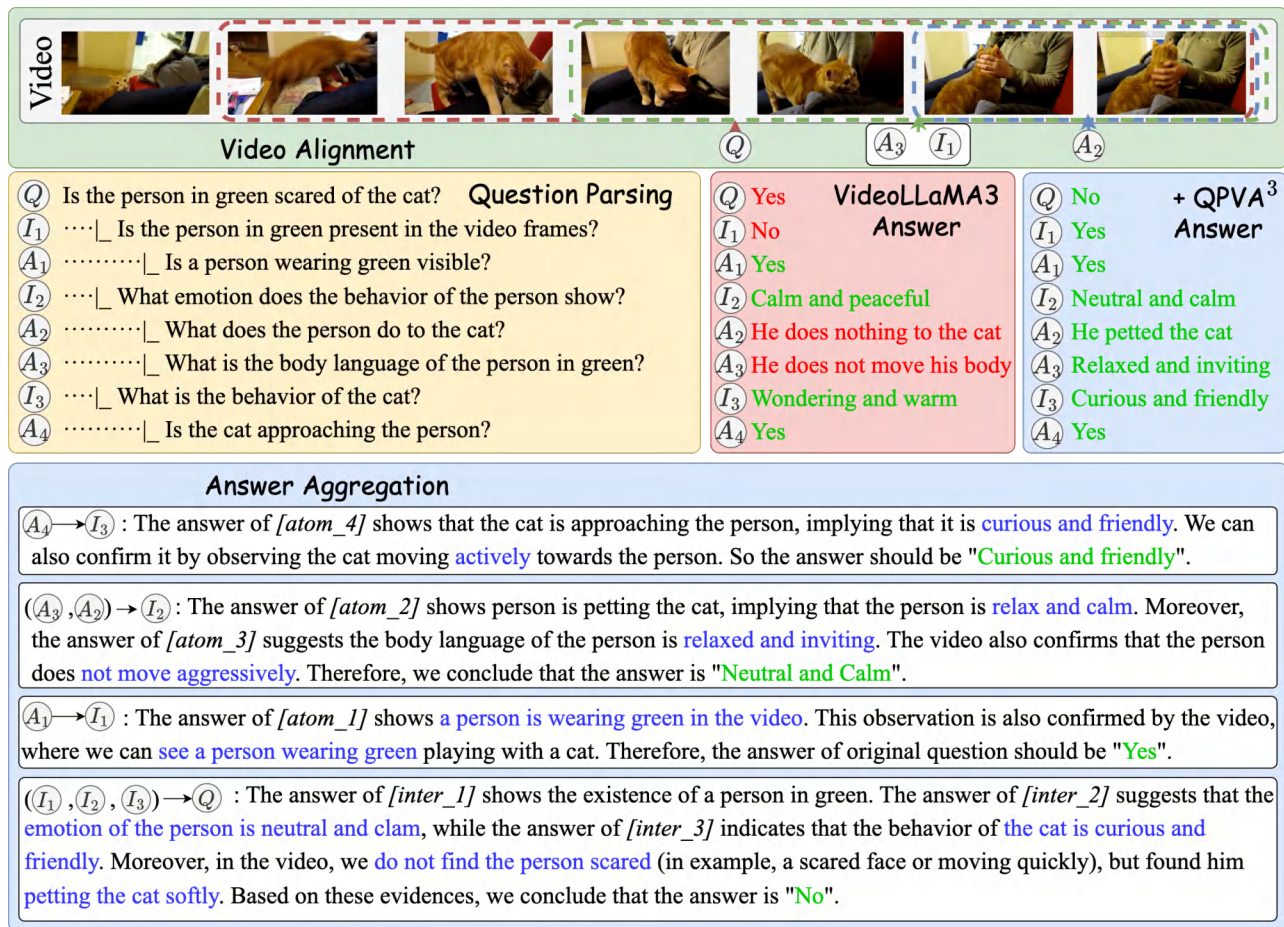 Video
Video Alignment
Q
A3 I1
A2
Question Parsing
Q Is the person in green scared of the cat?
I1 ····|_ Is the person in green present in the video frames?
A1 ··········|_ Is a person wearing green visible?
I2 ····|_ What emotion does the behavior of the person show?
A2 ··········|_ What does the person do to the cat?
A3 ··········|_ What is the body language of the person in green?
I3 ····|_ What is the behavior of the cat?
A4 ··········|_ Is the cat approaching the person?
VideoLLaMA3
Answer
Q Yes
I1 No
A1 Yes
I2 Calm and peaceful
A2 He does nothing to the cat
A3 He does not move his body
I3 Wondering and warm
A4 Yes
+ QPVA³
Answer
Q No
I1 Yes
A1 Yes
I2 Neutral and calm
A2 He petted the cat
A3 Relaxed and inviting
I3 Curious and friendly
A4 Yes
Answer Aggregation
A4→I3 : The answer of [atom_4] shows that the cat is approaching the person, implying that it is curious and friendly. We can
also confirm it by observing the cat moving actively towards the person. So the answer should be "Curious and friendly".
(A3 ,A2) → I2 : The answer of [atom_2] shows person is petting the cat, implying that the person is relax and calm. Moreover,
the answer of [atom_3] suggests the body language of the person is relaxed and inviting. The video also confirms that the person
does not move aggressively. Therefore, we conclude that the answer is "Neutral and Calm".
A1→I1 : The answer of [atom_1] shows a person is wearing green in the video. This observation is also confirmed by the video,
where we can see a person wearing green playing with a cat. Therefore, the answer of original question should be "Yes".
(I1 ,I2 , I3)→Q : The answer of [inter_1] shows the existence of a person in green. The answer of [inter_2] suggests that the
emotion of the person is neutral and clam, while the answer of [inter_3] indicates that the behavior of the cat is curious and
friendly. Moreover, in the video, we do not find the person scared (in example, a scared face or moving quickly), but found him
petting the cat softly. Based on these evidences, we conclude that the answer is "No".